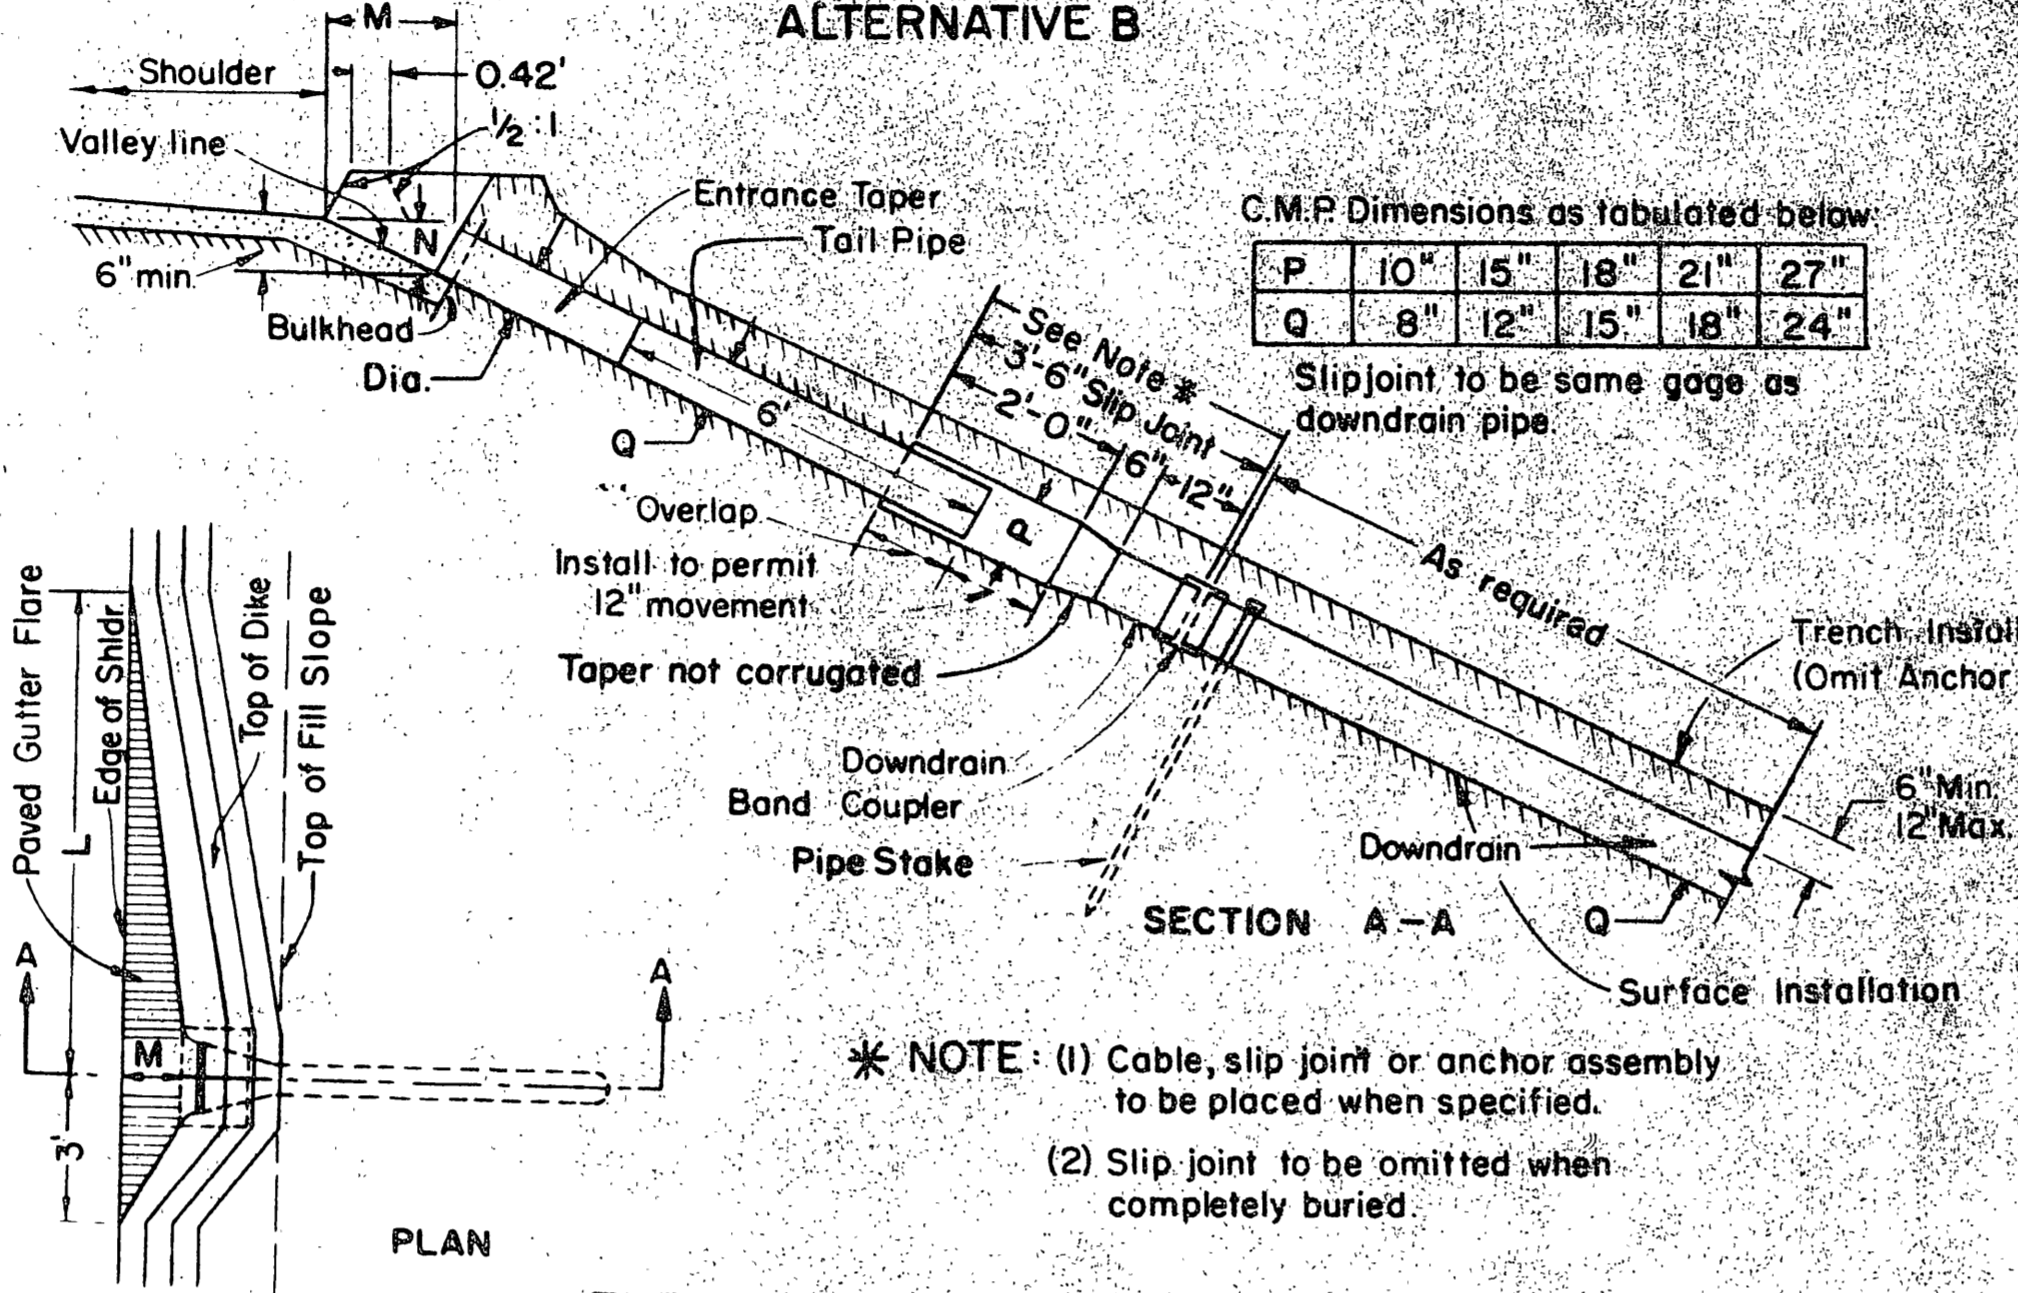 ALTERNATIVE B
M
Shoulder
0.42'
1/2:1
Valley line
N
6" min.
Entrance Taper
Tail Pipe
Bulkhead
Dia.
C.M.P. Dimensions as tabulated below:
P 10" 15" 18" 21" 27"
Q 8" 12" 15" 18" 24"
Slipjoint to be same gage as
downdrain pipe.
See Note *
3'-6" Slip Joint
2'-0"
6"
12"
6'
Q
P
Overlap
Install to permit
12" movement
Taper not corrugated
As required
Trench
(Omit Anchor
6" Min.
12" Max.
Downdrain
Band Coupler
Pipe Stake
Downdrain
Q
SECTION A-A
Surface Installation
Paved Gutter Flare
Edge of Shldr.
L
Top of Dike
Top of Fill Slope
A
A
M
3'
PLAN
* NOTE: (1) Cable, slip joint or anchor assembly
to be placed when specified.
(2) Slip joint to be omitted when
completely buried.